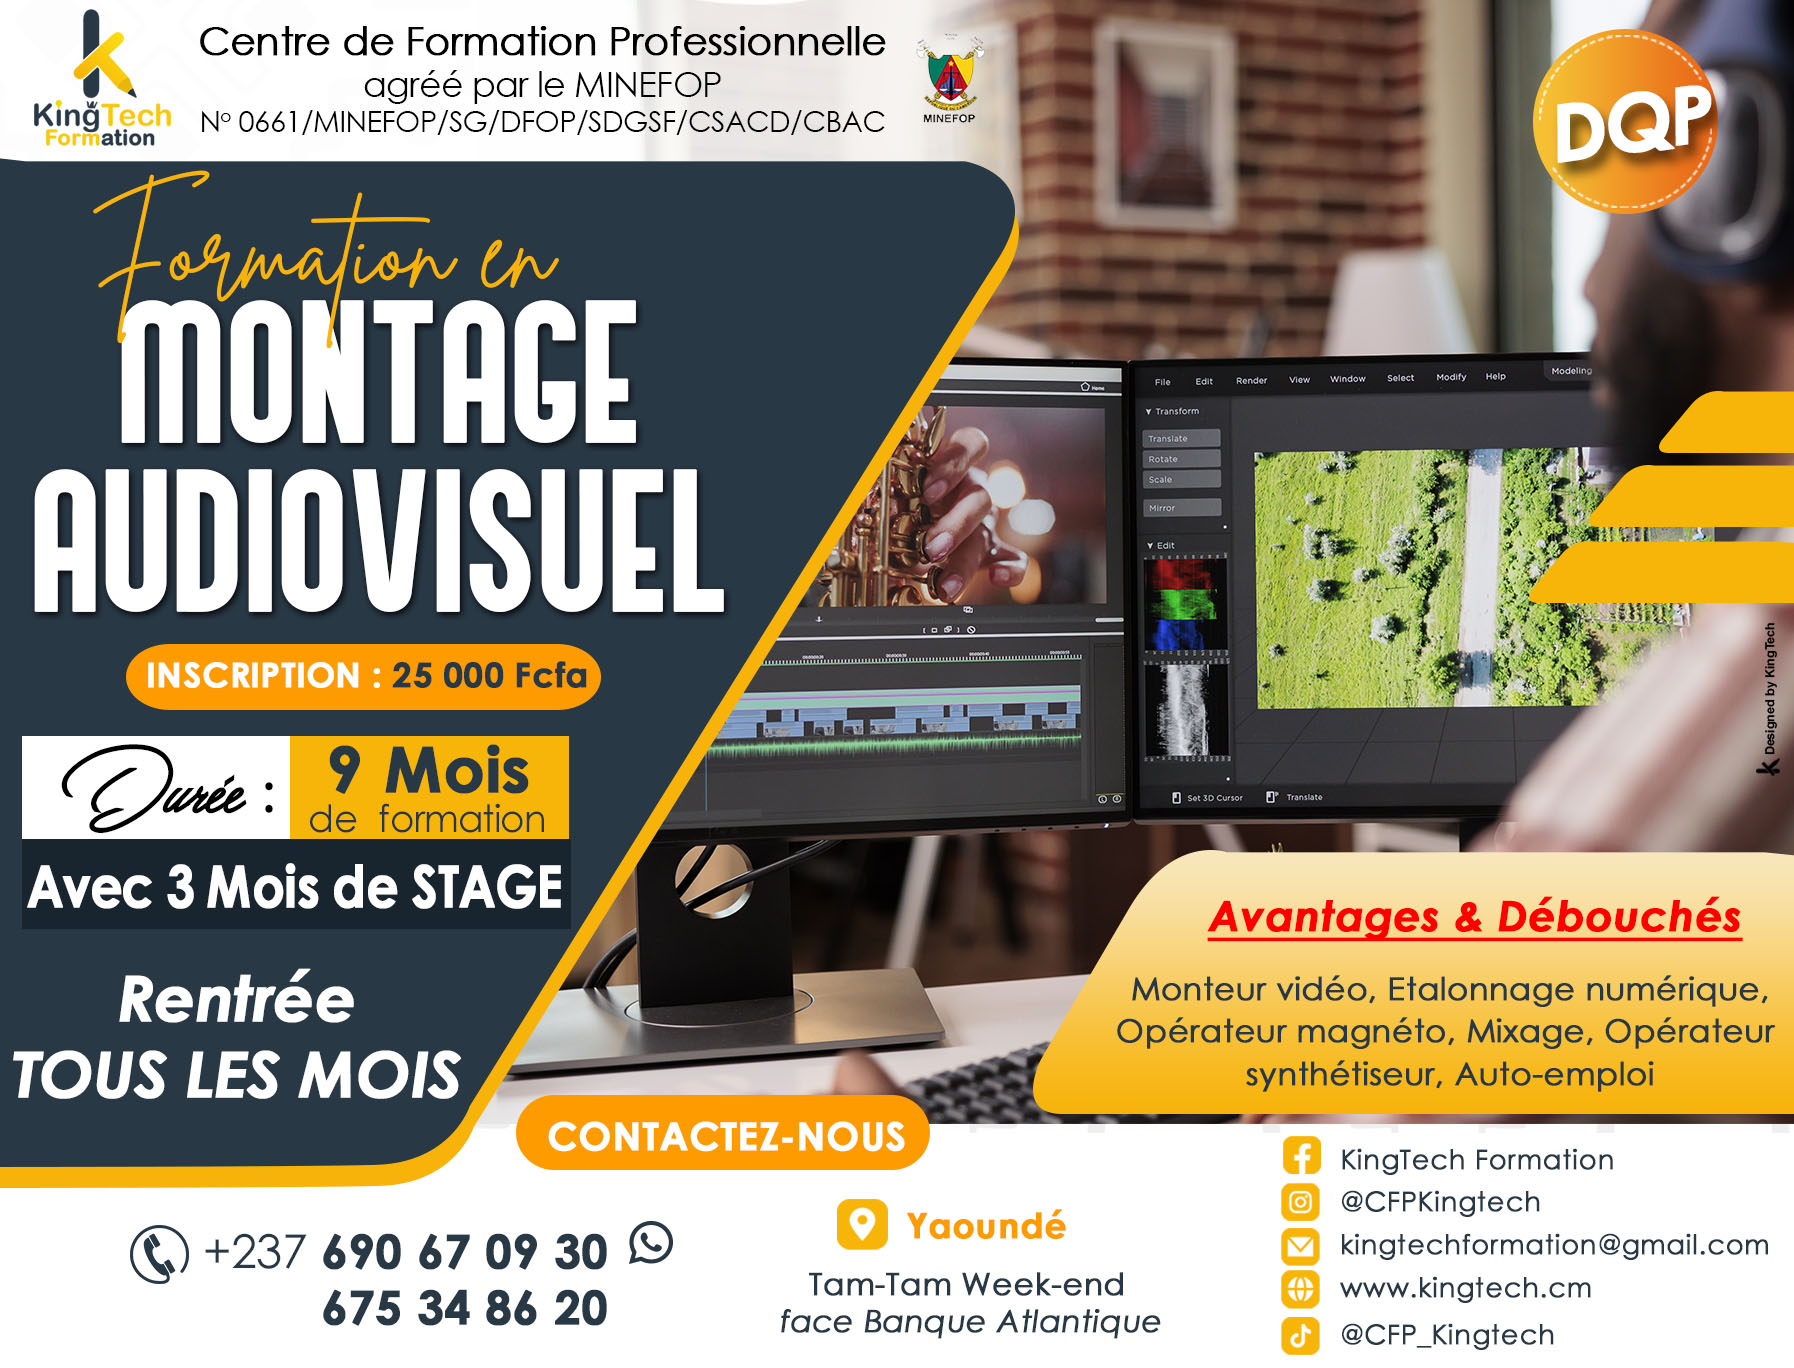 KingTech
Formation
Centre de Formation Professionnelle
agréé par le MINEFOP
N° 0661/MINEFOP/SG/DFOP/SDGSF/CSACD/CBAC
MINEFOP
DQP
Formation en
MONTAGE
AUDIOVISUEL
INSCRIPTION : 25 000 Fcfa
Durée :
9 Mois
de formation
Avec 3 Mois de STAGE
Rentrée
TOUS LES MOIS
Home
File Edit Render View Window Select Modify Help Modeling
Transform
Translate
Rotate
Scale
Mirror
Edit
Set 3D Cursor Translate
Designed by KingTech
Avantages & Débouchés
Monteur vidéo, Etalonnage numérique,
Opérateur magnéto, Mixage, Opérateur
synthétiseur, Auto-emploi
CONTACTEZ-NOUS
+237 690 67 09 30
675 34 86 20
Yaoundé
Tam-Tam Week-end
face Banque Atlantique
KingTech Formation
@CFPKingtech
kingtechformation@gmail.com
www.kingtech.cm
@CFP_Kingtech